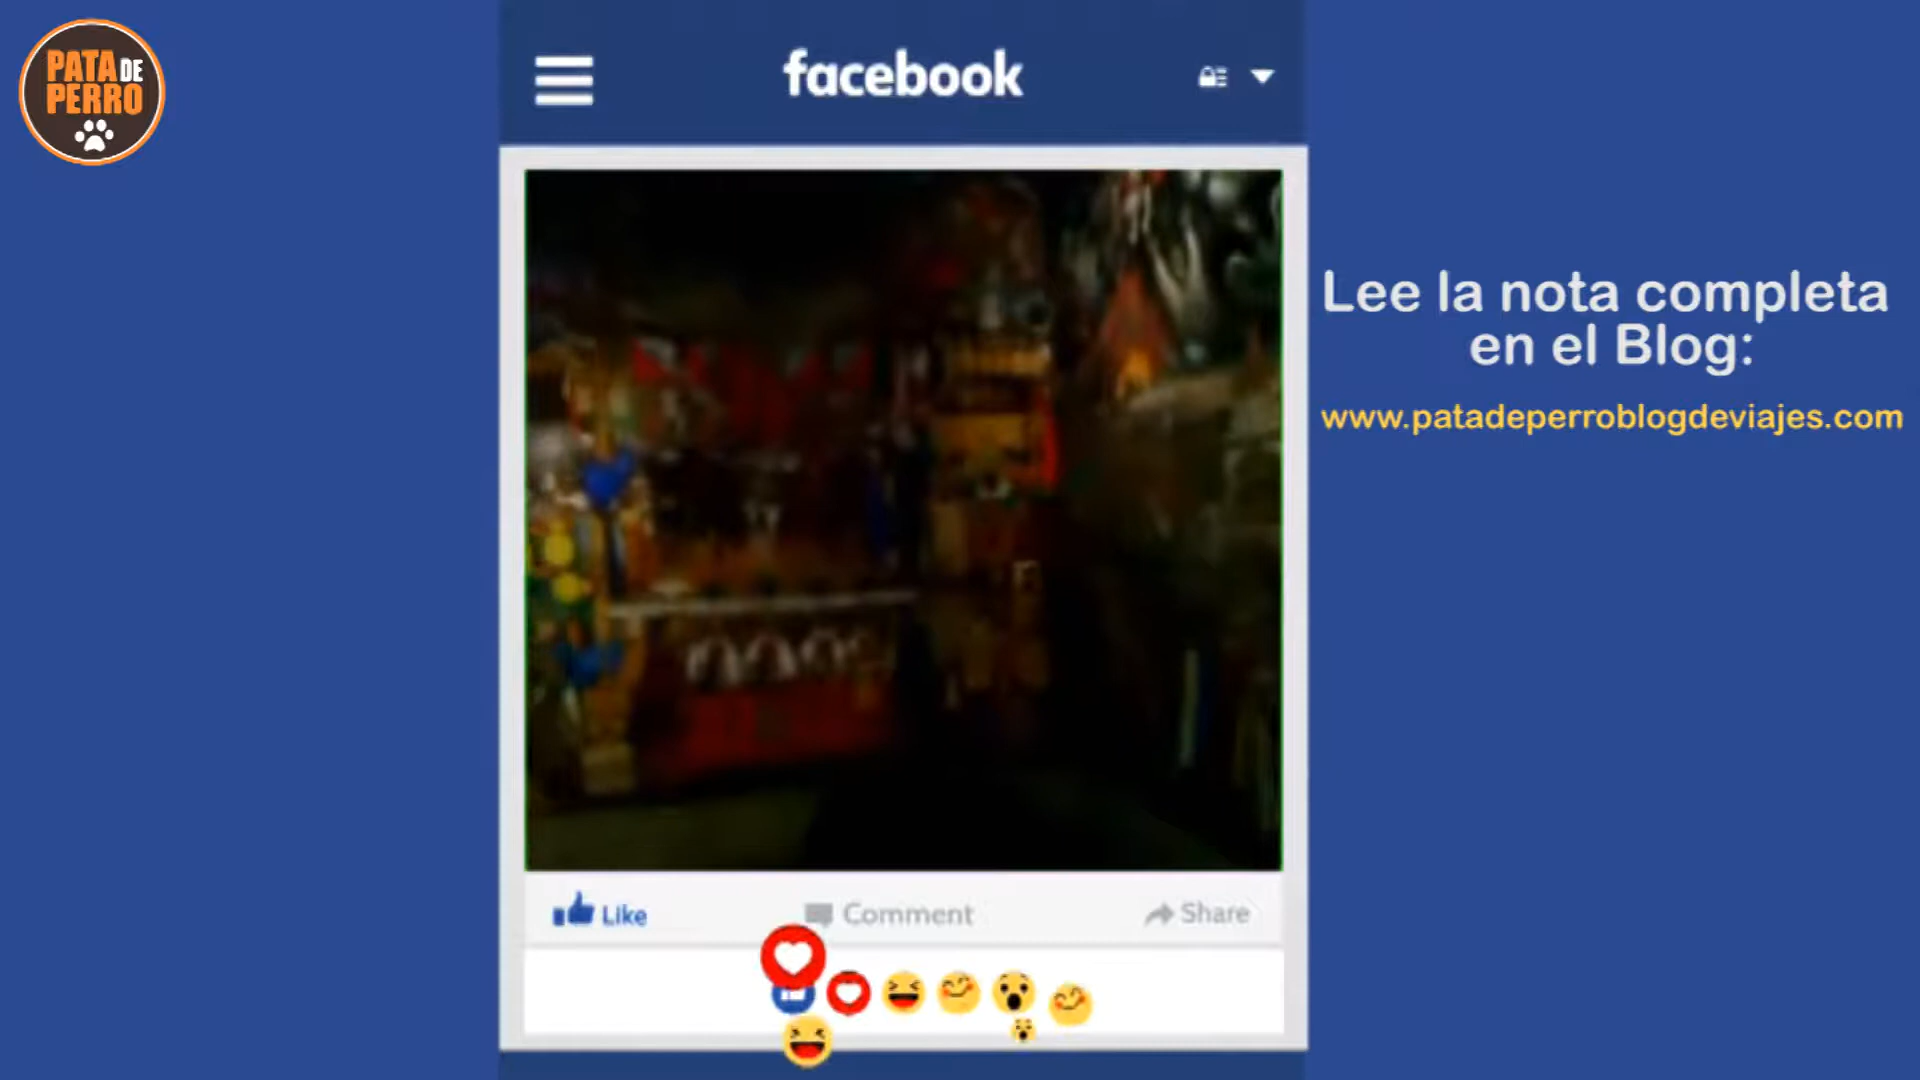 PATA DE
PERRO
facebook
Lee la nota completa
en el Blog:
www.patadeperroblogdeviajes.com
Like
Comment
Share